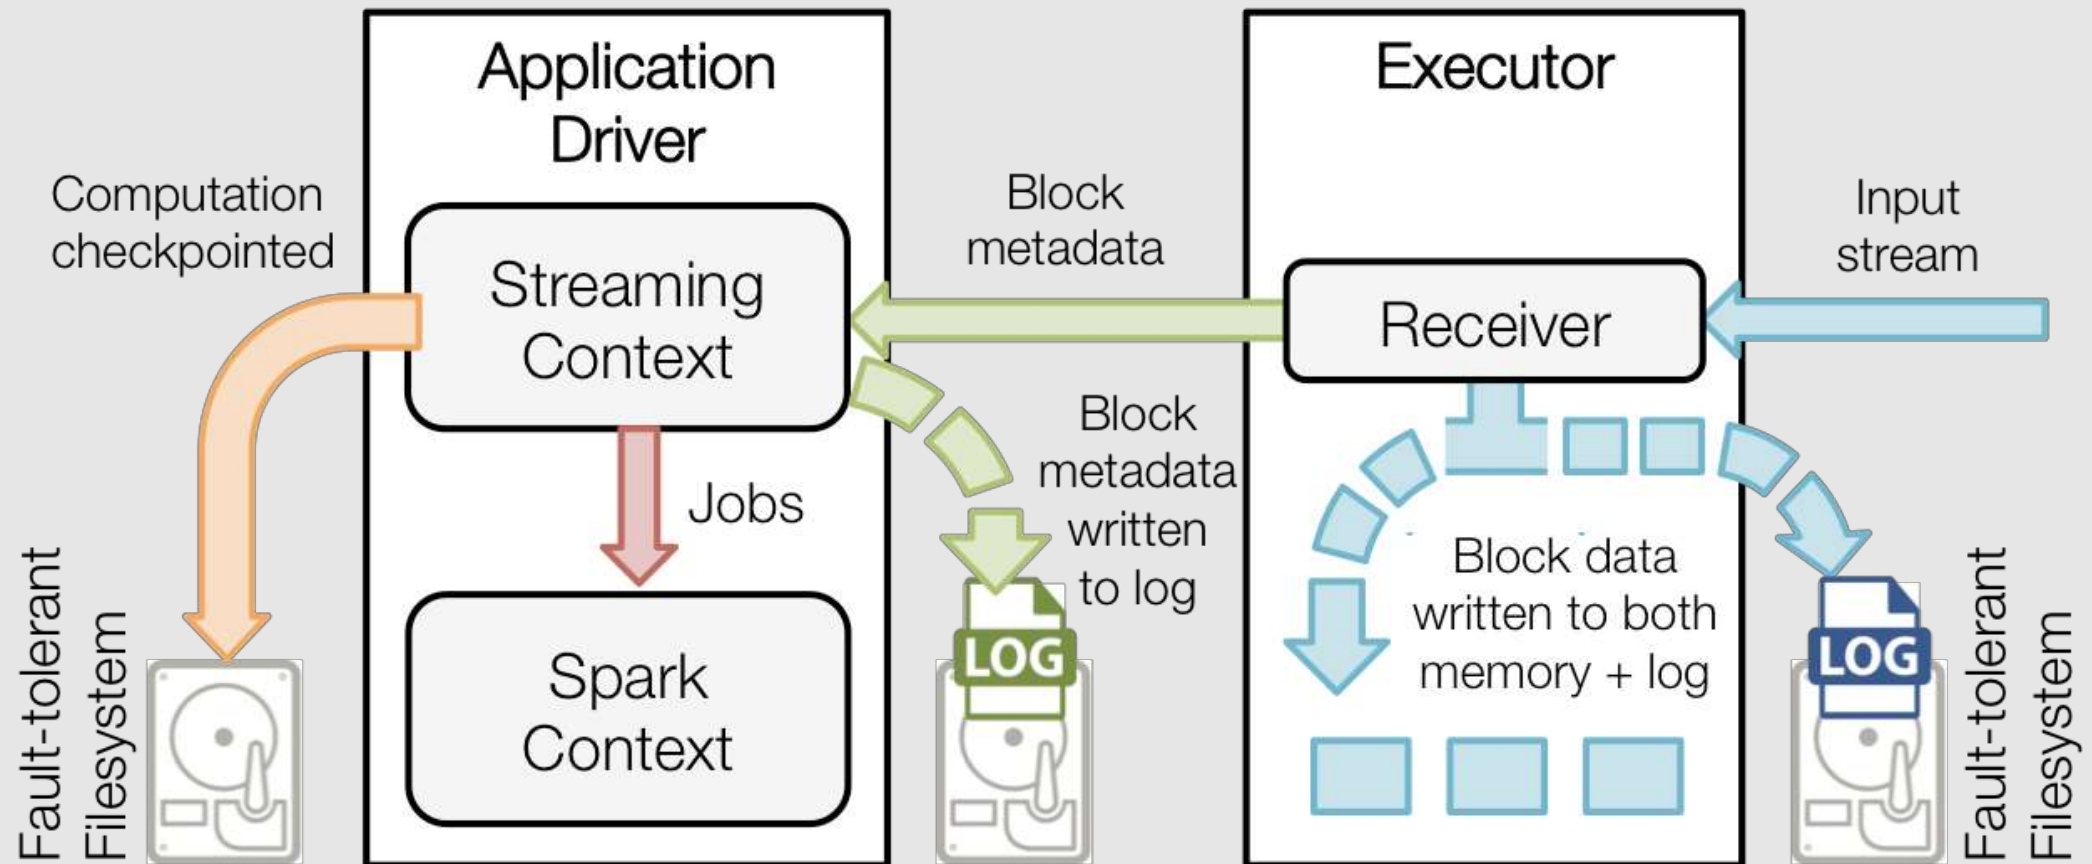 Application
Driver
Executor
Computation
checkpointed
Block
metadata
Input
stream
Streaming
Context
Receiver
Block
metadata
written
to log
Jobs
Block data
written to both
memory + log
Spark
Context
LOG
LOG
Fault-tolerant
Filesystem
Fault-tolerant
Filesystem